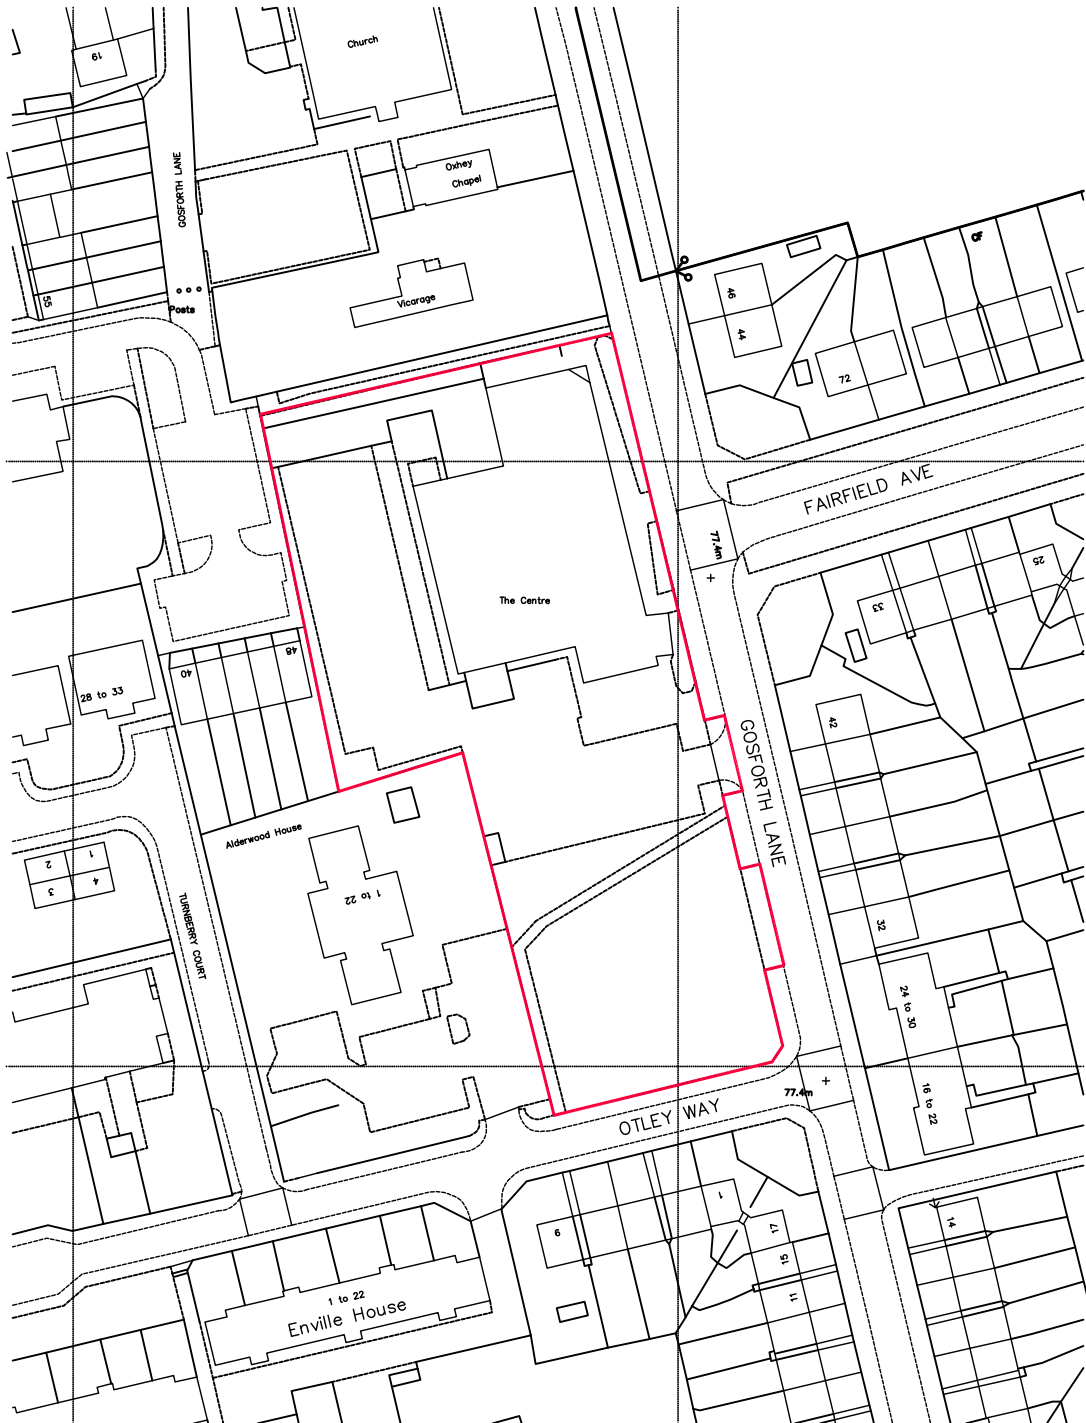 Church
19
GOSFORTH LANE
Oxhey
Chapel
55
Posts
Vicarage
46
44
CF
72
FAIRFIELD AVE
77.4m
25
33
The Centre
48
40
28 to 33
42
GOSFORTH LANE
Alderwood House
1 to 22
2
1
3
4
TURNBERRY COURT
32
24 to 30
16 to 22
77.4m
OTLEY WAY
1
17
15
11
9
14
1 to 22
Enville House